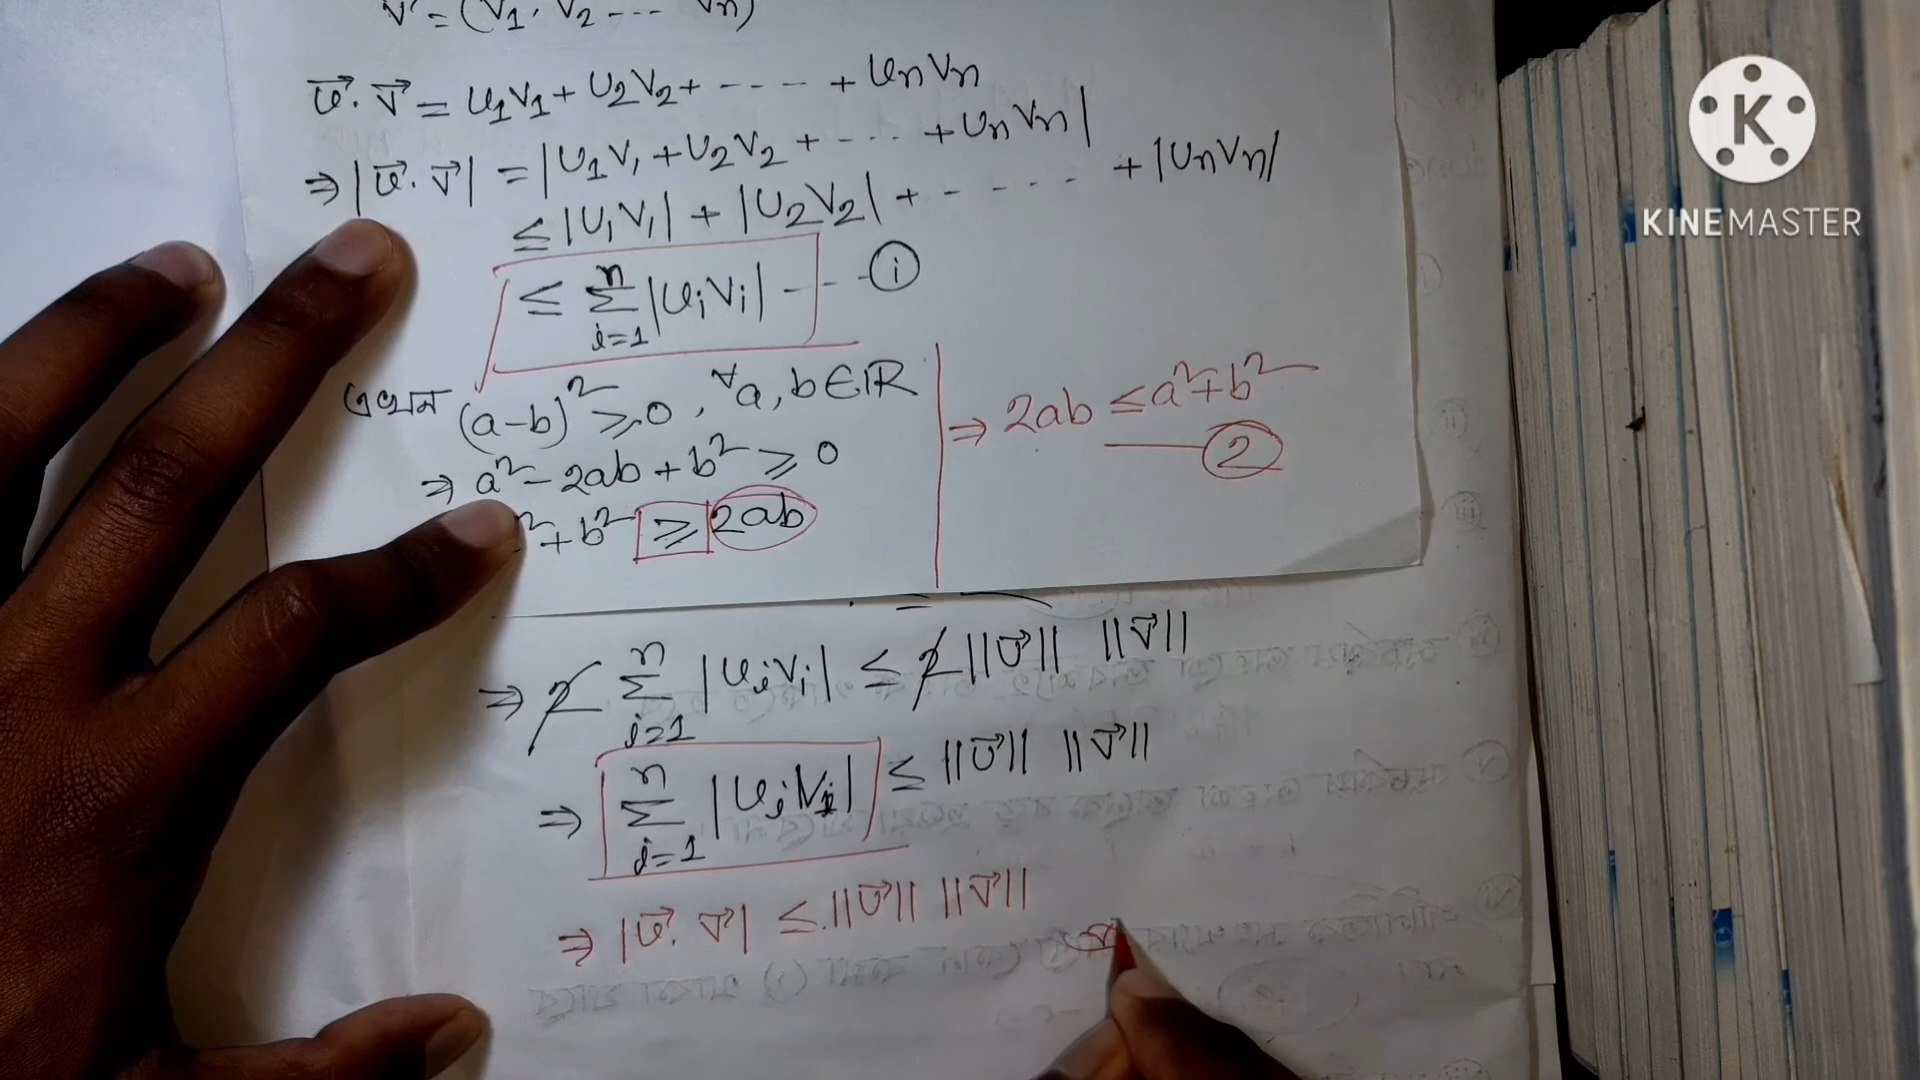 V = (V₁, V₂ --- Vn)
→U · →V = U₁V₁ + U₂V₂ + ---- + UnVn
⇒ |→U · →V| = |U₁V₁ + U₂V₂ + ---- + UnVn|
≤ |U₁V₁| + |U₂V₂| + ----- + |UnVn|
≤ Σⁿᵢ₌₁ |UᵢVᵢ| --- ⓘ
এখন (a-b)² ≥ 0, ∀a, b∈ℝ
⇒ a² - 2ab + b² ≥ 0
² + b² ≥ 2ab
⇒ 2ab ≤ a² + b²
—— ②
⇒ 2 Σⁿᵢ₌₁ |UᵢVᵢ| ≤ 2 ||→U|| ||→V||
⇒ Σⁿᵢ₌₁ |UᵢVᵢ| ≤ ||→U|| ||→V||
⇒ |→U · →V| ≤ ||→U|| ||→V||
K
KINEMASTER